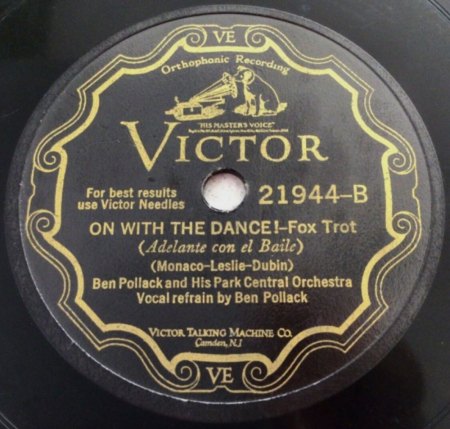 VE
Orthophonic Recording
"HIS MASTER'S VOICE"
VICTOR
For best results
use Victor Needles
21944-B
ON WITH THE DANCE!-Fox Trot
(Adelante con el Baile)
(Monaco-Leslie-Dubin)
Ben Pollack and His Park Central Orchestra
Vocal refrain by Ben Pollack
VICTOR TALKING MACHINE CO.
Camden, N.J
VE